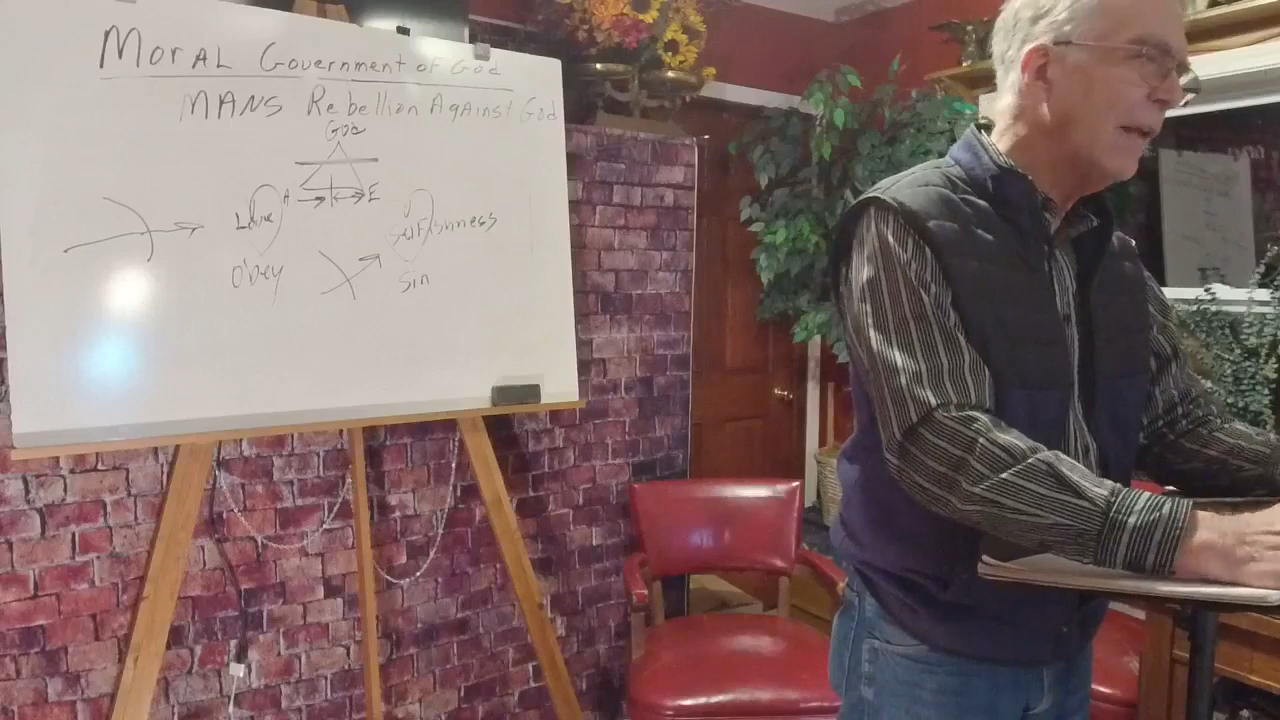 Moral Government of God
MANS Rebellion Against God
God
A E
Love selfishness
Obey sin